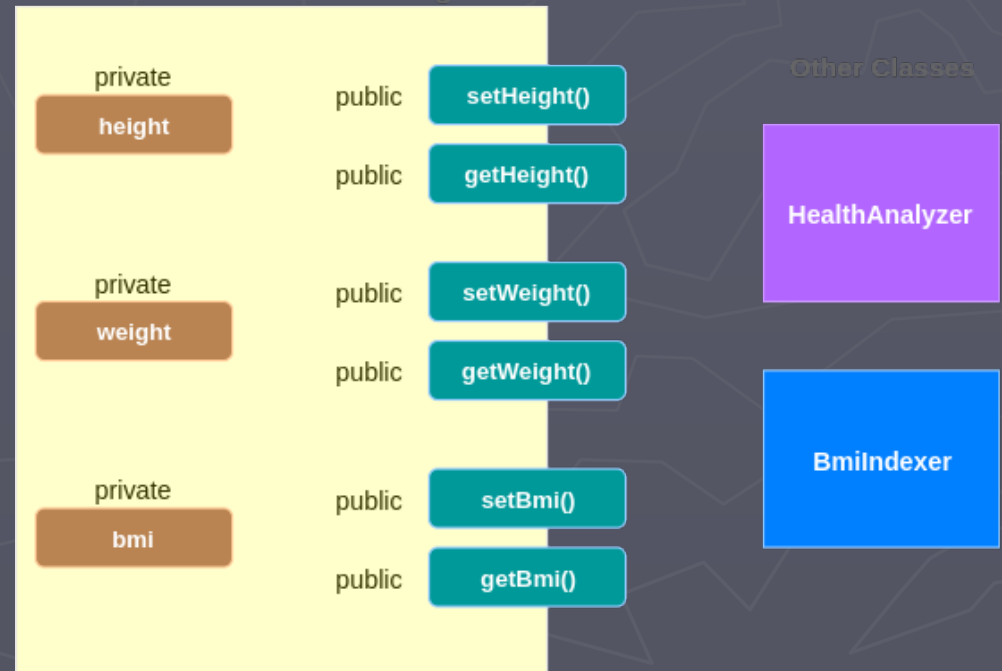 Other Classes
private
height
public
setHeight()
public
getHeight()
HealthAnalyzer
private
weight
public
setWeight()
public
getWeight()
BmiIndexer
private
bmi
public
setBmi()
public
getBmi()